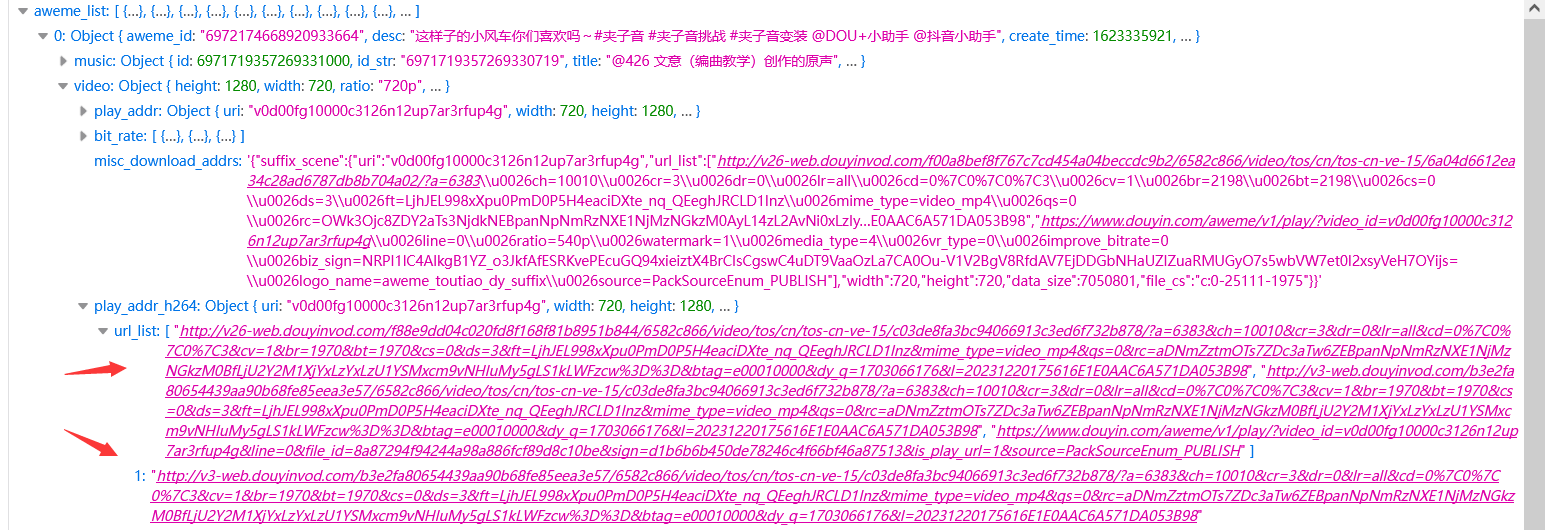 aweme_list: [ {…}, {…}, {…}, {…}, {…}, {…}, {…}, {…}, {…}, {…}, … ]
0: Object { aweme_id: "6972174668920933664", desc: "这样子的小风车你们喜欢吗～#夹子音 #夹子音挑战 #夹子音变装 @DOU+小助手 @抖音小助手", create_time: 1623335921, … }
music: Object { id: 6971719357269331000, id_str: "6971719357269330719", title: "@426 文意（编曲教学）创作的原声", … }
video: Object { height: 1280, width: 720, ratio: "720p", … }
play_addr: Object { uri: "v0d00fg10000c3126n12up7ar3rfup4g", width: 720, height: 1280, … }
bit_rate: [ {…}, {…}, {…} ]
misc_download_addrs: '{"suffix_scene":{"uri":"v0d00fg10000c3126n12up7ar3rfup4g","url_list":["http://v26-web.douyinvod.com/f00a8bef8f767c7cd454a04beccdc9b2/6582c866/video/tos/cn/tos-cn-ve-15/6a04d6612ea
34c28ad6787db8b704a02/?a=6383\\u0026ch=10010\\u0026cr=3\\u0026dr=0\\u0026lr=all\\u0026cd=0%7C0%7C0%7C3\\u0026cv=1\\u0026br=2198\\u0026bt=2198\\u0026cs=0
\\u0026ds=3\\u0026ft=LjhJEL998xXpu0PmD0P5H4eaciDXte_nq_QEeghJRCLD1Inz\\u0026mime_type=video_mp4\\u0026qs=0
\\u0026rc=OWk3Ojc8ZDY2aTs3NjdkNEBpanNpNmRzNXE1NjMzNGkzM0AyL14zL2AvNi0xLzIy…E0AAC6A571DA053B98","https://www.douyin.com/aweme/v1/play/?video_id=v0d00fg10000c312
6n12up7ar3rfup4g\\u0026line=0\\u0026ratio=540p\\u0026watermark=1\\u0026media_type=4\\u0026vr_type=0\\u0026improve_bitrate=0
\\u0026biz_sign=NRPI1IC4AIkgB1YZ_o3JkfAfESRKvePEcuGQ94xieiztX4BrCIsCgswC4uDT9VaaOzLa7CA0Ou-V1V2BgV8RfdAV7EjDDGbNHaUZIZuaRMUGyO7s5wbVW7et0I2xsyVeH7OYijs=
\\u0026logo_name=aweme_toutiao_dy_suffix\\u0026source=PackSourceEnum_PUBLISH"],"width":720,"height":720,"data_size":7050801,"file_cs":"c:0-25111-1975"}}'
play_addr_h264: Object { uri: "v0d00fg10000c3126n12up7ar3rfup4g", width: 720, height: 1280, … }
url_list: [ "http://v26-web.douyinvod.com/f88e9dd04c020fd8f168f81b8951b844/6582c866/video/tos/cn/tos-cn-ve-15/c03de8fa3bc94066913c3ed6f732b878/?a=6383&ch=10010&cr=3&dr=0&lr=all&cd=0%7C0%
7C0%7C3&cv=1&br=1970&bt=1970&cs=0&ds=3&ft=LjhJEL998xXpu0PmD0P5H4eaciDXte_nq_QEeghJRCLD1Inz&mime_type=video_mp4&qs=0&rc=aDNmZztmOTs7ZDc3aTw6ZEBpanNpNmRzNXE1NjMz
NGkzM0BfLjU2Y2M1XjYxLzYxLzU1YSMxcm9vNHIuMy5gLS1kLWFzcw%3D%3D&btag=e00010000&dy_q=1703066176&l=20231220175616E1E0AAC6A571DA053B98", "http://v3-web.douyinvod.com/b3e2fa
80654439aa90b68fe85eea3e57/6582c866/video/tos/cn/tos-cn-ve-15/c03de8fa3bc94066913c3ed6f732b878/?a=6383&ch=10010&cr=3&dr=0&lr=all&cd=0%7C0%7C0%7C3&cv=1&br=1970&bt=1970&cs
=0&ds=3&ft=LjhJEL998xXpu0PmD0P5H4eaciDXte_nq_QEeghJRCLD1Inz&mime_type=video_mp4&qs=0&rc=aDNmZztmOTs7ZDc3aTw6ZEBpanNpNmRzNXE1NjMzNGkzM0BfLjU2Y2M1XjYxLzYxLzU1YSMxc
m9vNHIuMy5gLS1kLWFzcw%3D%3D&btag=e00010000&dy_q=1703066176&l=20231220175616E1E0AAC6A571DA053B98", "https://www.douyin.com/aweme/v1/play/?video_id=v0d00fg10000c3126n12up
7ar3rfup4g&line=0&file_id=8a87294f94244a98a886fcf89d8c10be&sign=d1b6b6b450de78246c4f66bf46a87513&is_play_url=1&source=PackSourceEnum_PUBLISH" ]
1: "http://v3-web.douyinvod.com/b3e2fa80654439aa90b68fe85eea3e57/6582c866/video/tos/cn/tos-cn-ve-15/c03de8fa3bc94066913c3ed6f732b878/?a=6383&ch=10010&cr=3&dr=0&lr=all&cd=0%7C0%7C
0%7C3&cv=1&br=1970&bt=1970&cs=0&ds=3&ft=LjhJEL998xXpu0PmD0P5H4eaciDXte_nq_QEeghJRCLD1Inz&mime_type=video_mp4&qs=0&rc=aDNmZztmOTs7ZDc3aTw6ZEBpanNpNmRzNXE1NjMzNGkz
M0BfLjU2Y2M1XjYxLzYxLzU1YSMxcm9vNHIuMy5gLS1kLWFzcw%3D%3D&btag=e00010000&dy_q=1703066176&l=20231220175616E1E0AAC6A571DA053B98"